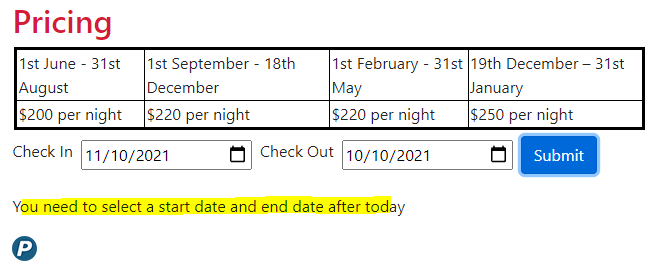 Pricing
1st June - 31st August
1st September - 18th December
1st February - 31st May
19th December – 31st January
$200 per night
$220 per night
$220 per night
$250 per night
Check In 11/10/2021 Check Out 10/10/2021 Submit
You need to select a start date and end date after today
P